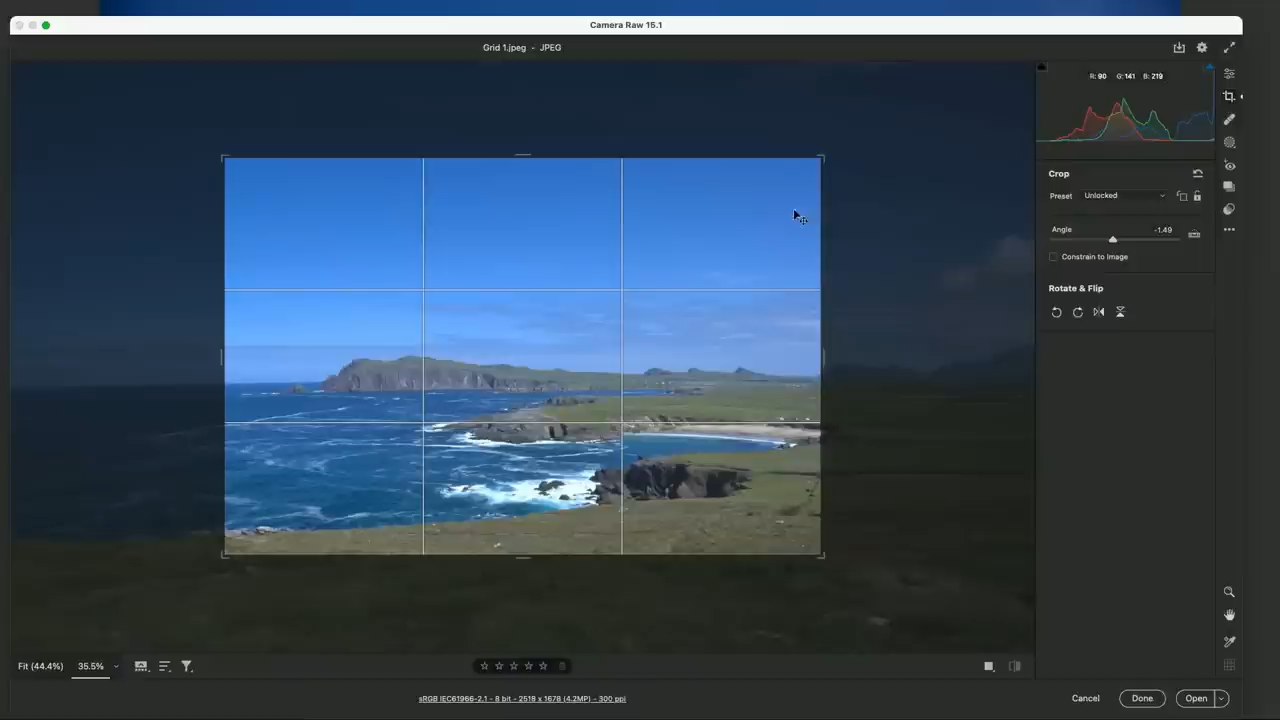 Camera Raw 15.1
Grid 1.jpeg - JPEG
R: 90 G: 141 B: 219
Crop
Preset Unlocked
Angle -1.49
Constrain to Image
Rotate & Flip
Fit (44.4%) 35.5%
sRGB IEC61966-2.1 - 8 bit - 2519 x 1678 (4.2MP) - 300 ppi
Cancel Done Open